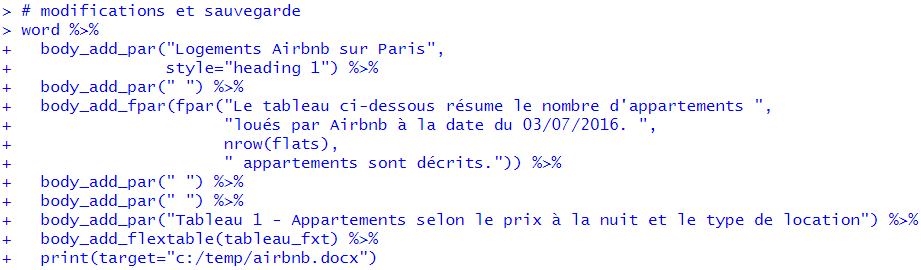 > # modifications et sauvegarde
> word %>%
+   body_add_par("Logements Airbnb sur Paris",
+                style="heading 1") %>%
+   body_add_par(" ") %>%
+   body_add_fpar(fpar("Le tableau ci-dessous résume le nombre d'appartements ",
+                      "loués par Airbnb à la date du 03/07/2016. ",
+                      nrow(flats),
+                      " appartements sont décrits.")) %>%
+   body_add_par(" ") %>%
+   body_add_par(" ") %>%
+   body_add_par("Tableau 1 - Appartements selon le prix à la nuit et le type de location") %>%
+   body_add_flextable(tableau_fxt) %>%
+   print(target="c:/temp/airbnb.docx")